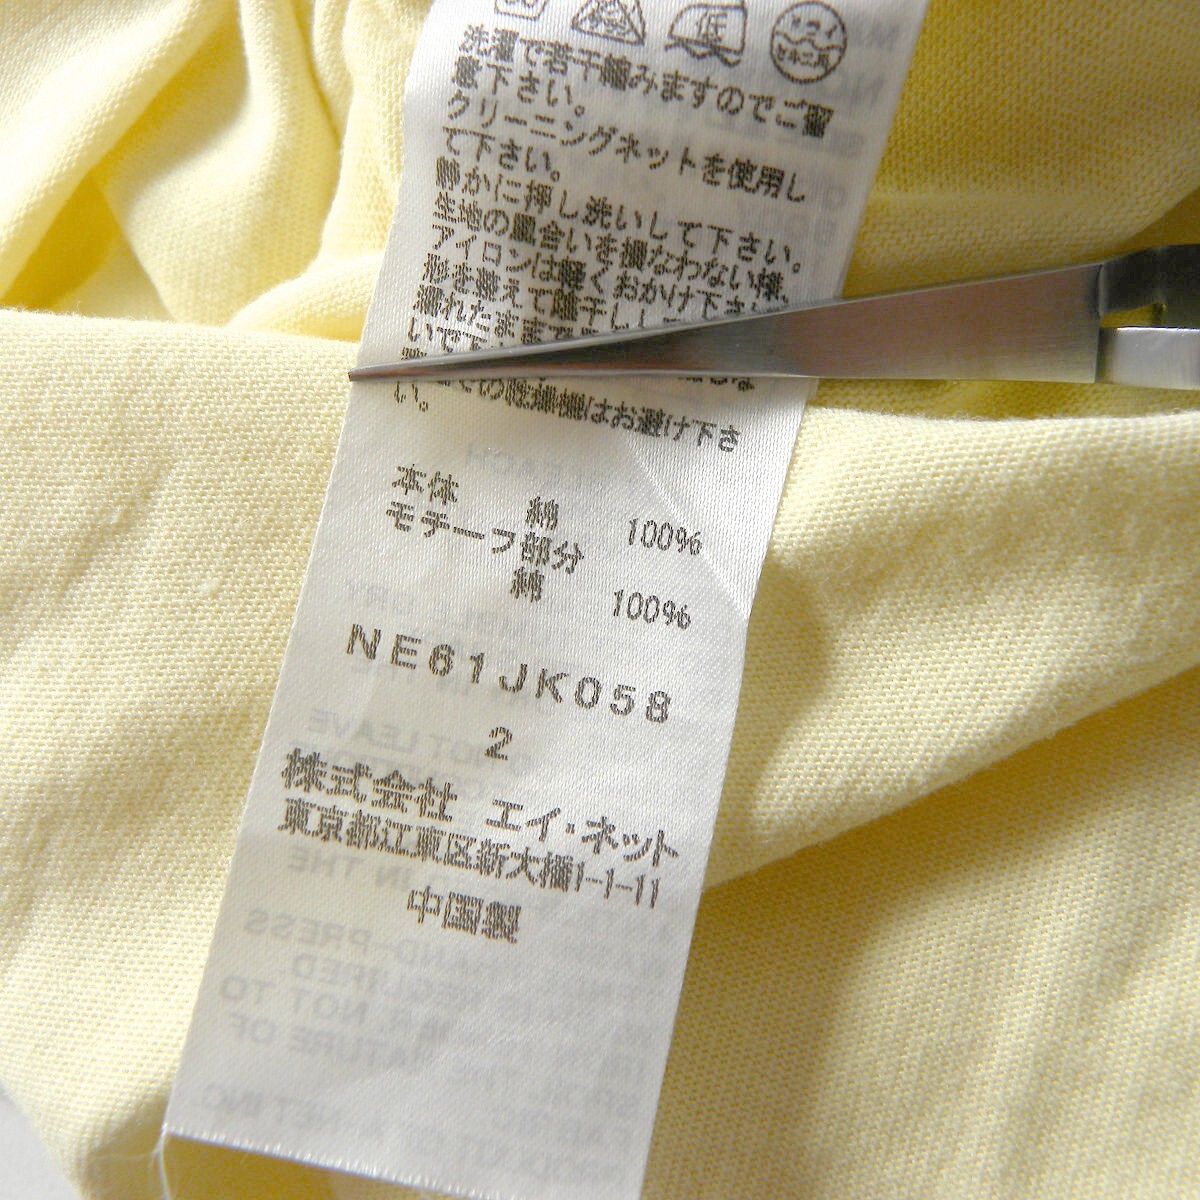 洗濯で若干縮みますのでご留
意下さい。
クリーニングネットを使用し
て下さい。
静かに押し洗いして下さい。
生地の風合いを損なわない様、
アイロンは軽くおかけ下さい
形を整えて陰干し
濡れたまま
いで下
の乾燥機はお避け下さ
い。
本体
綿 100%
モチーフ部分
綿 100%
NE61JK058
2
株式会社 エイ・ネット
東京都江東区新大橋1-1-11
中国製